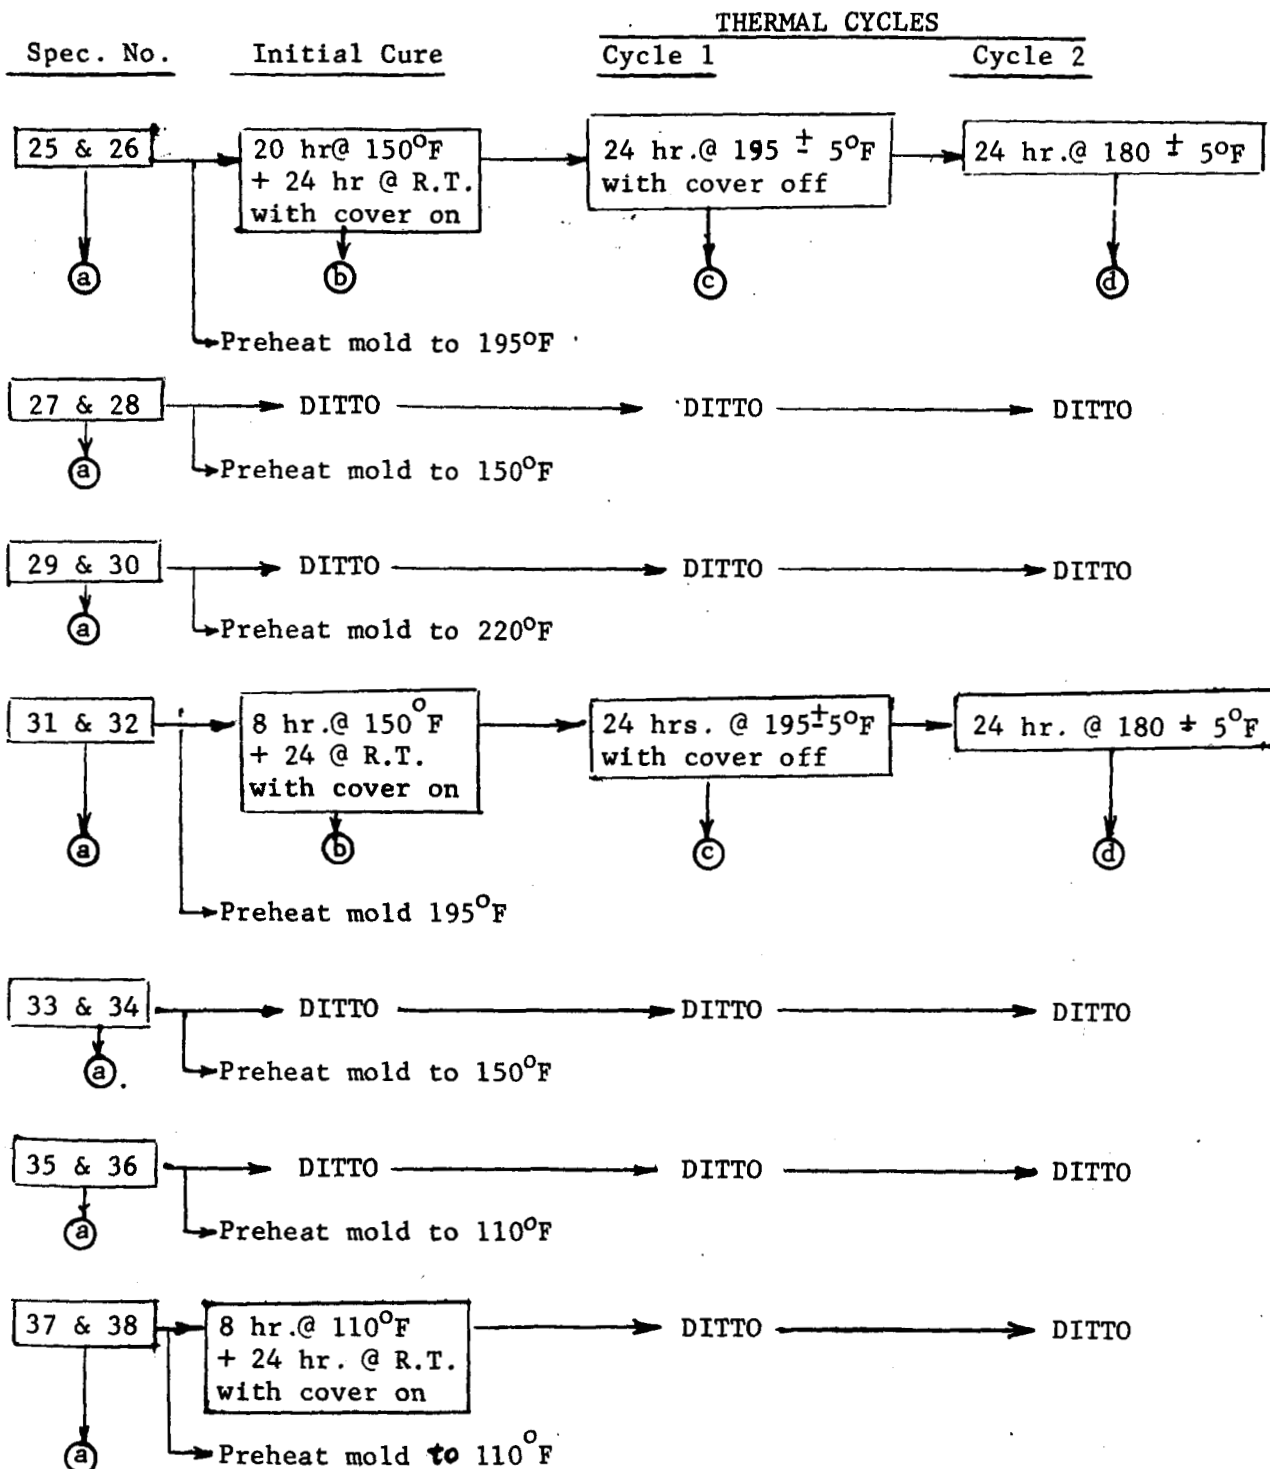 THERMAL CYCLES
Spec. No. Initial Cure Cycle 1 Cycle 2
25 & 26 20 hr@ 150°F 24 hr.@ 195 ± 5°F 24 hr.@ 180 ± 5°F
+ 24 hr @ R.T. with cover off
with cover on
a b c d
Preheat mold to 195°F
27 & 28 DITTO DITTO DITTO
a Preheat mold to 150°F
29 & 30 DITTO DITTO DITTO
a Preheat mold to 220°F
31 & 32 8 hr.@ 150°F 24 hrs. @ 195±5°F 24 hr. @ 180 ± 5°F
+ 24 @ R.T. with cover off
with cover on
a b c d
Preheat mold 195°F
33 & 34 DITTO DITTO DITTO
a. Preheat mold to 150°F
35 & 36 DITTO DITTO DITTO
a Preheat mold to 110°F
37 & 38 8 hr.@ 110°F DITTO DITTO
+ 24 hr. @ R.T.
with cover on
a Preheat mold to 110°F